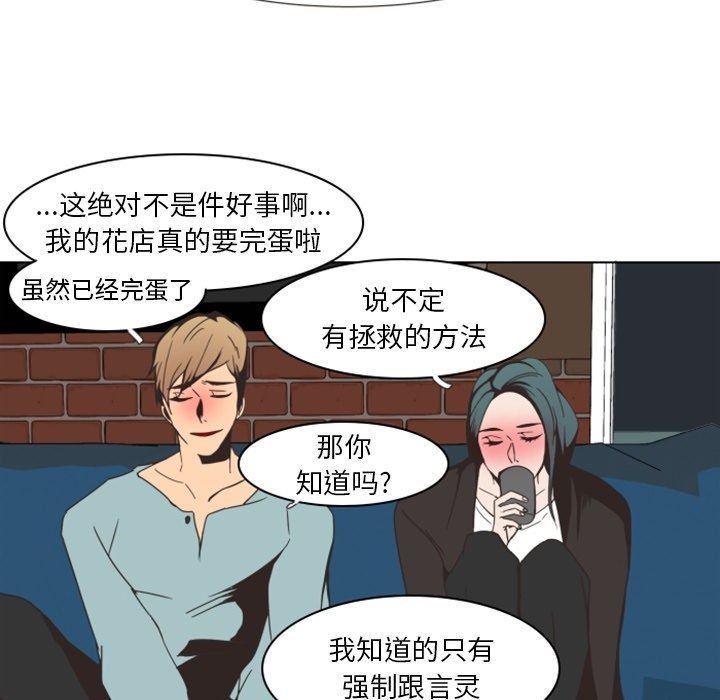 ...这绝对不是件好事啊...
我的花店真的要完蛋啦
虽然已经完蛋了
说不定
有拯救的方法
那你
知道吗?
我知道的只有
强制跟言灵